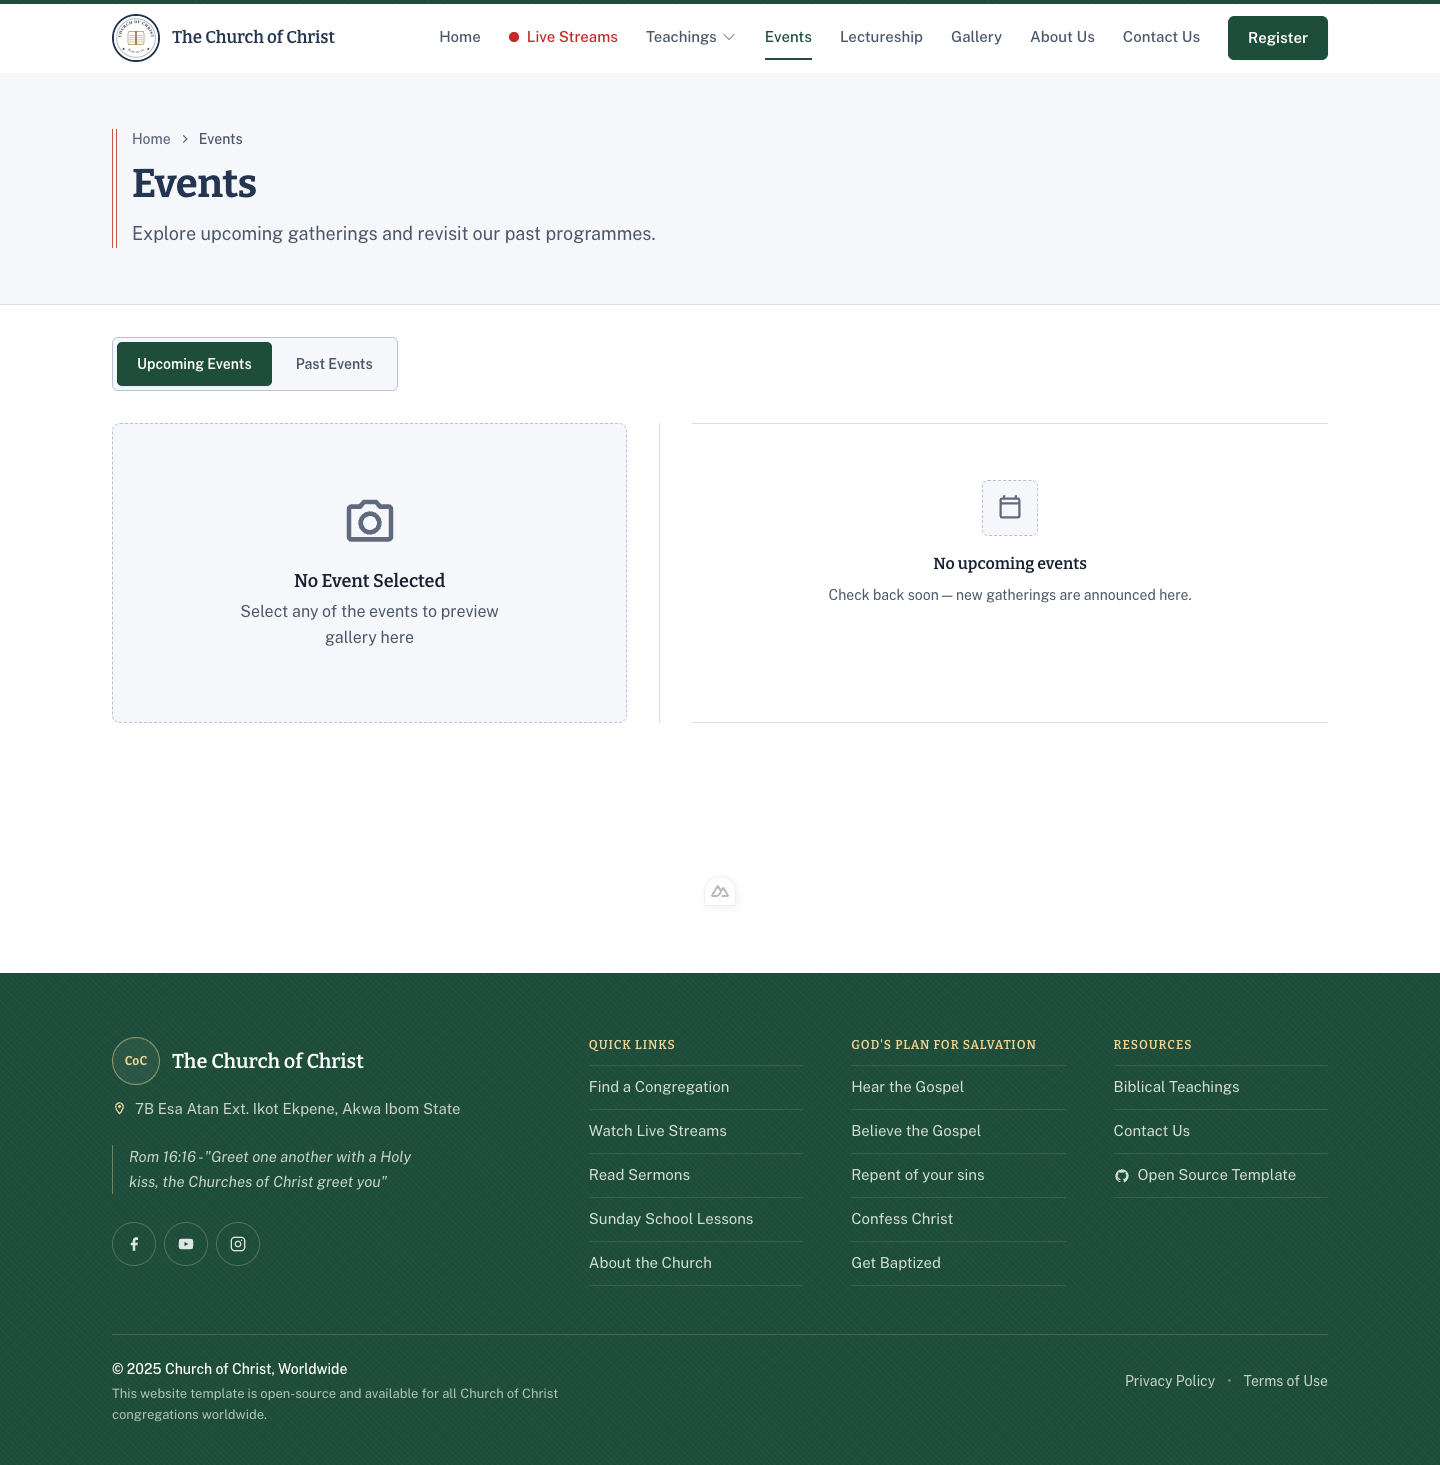 The Church of Christ
Home
Live Streams
Teachings
Events
Lectureship
Gallery
About Us
Contact Us
Register
Home
Events
Events
Explore upcoming gatherings and revisit our past programmes.
Upcoming Events
Past Events
No Event Selected
Select any of the events to preview
gallery here
No upcoming events
Check back soon — new gatherings are announced here.
CoC
The Church of Christ
7B Esa Atan Ext. Ikot Ekpene, Akwa Ibom State
Rom 16:16 - "Greet one another with a Holy
kiss, the Churches of Christ greet you"
QUICK LINKS
Find a Congregation
Watch Live Streams
Read Sermons
Sunday School Lessons
About the Church
GOD'S PLAN FOR SALVATION
Hear the Gospel
Believe the Gospel
Repent of your sins
Confess Christ
Get Baptized
RESOURCES
Biblical Teachings
Contact Us
Open Source Template
© 2025 Church of Christ, Worldwide
This website template is open-source and available for all Church of Christ
congregations worldwide.
Privacy Policy • Terms of Use